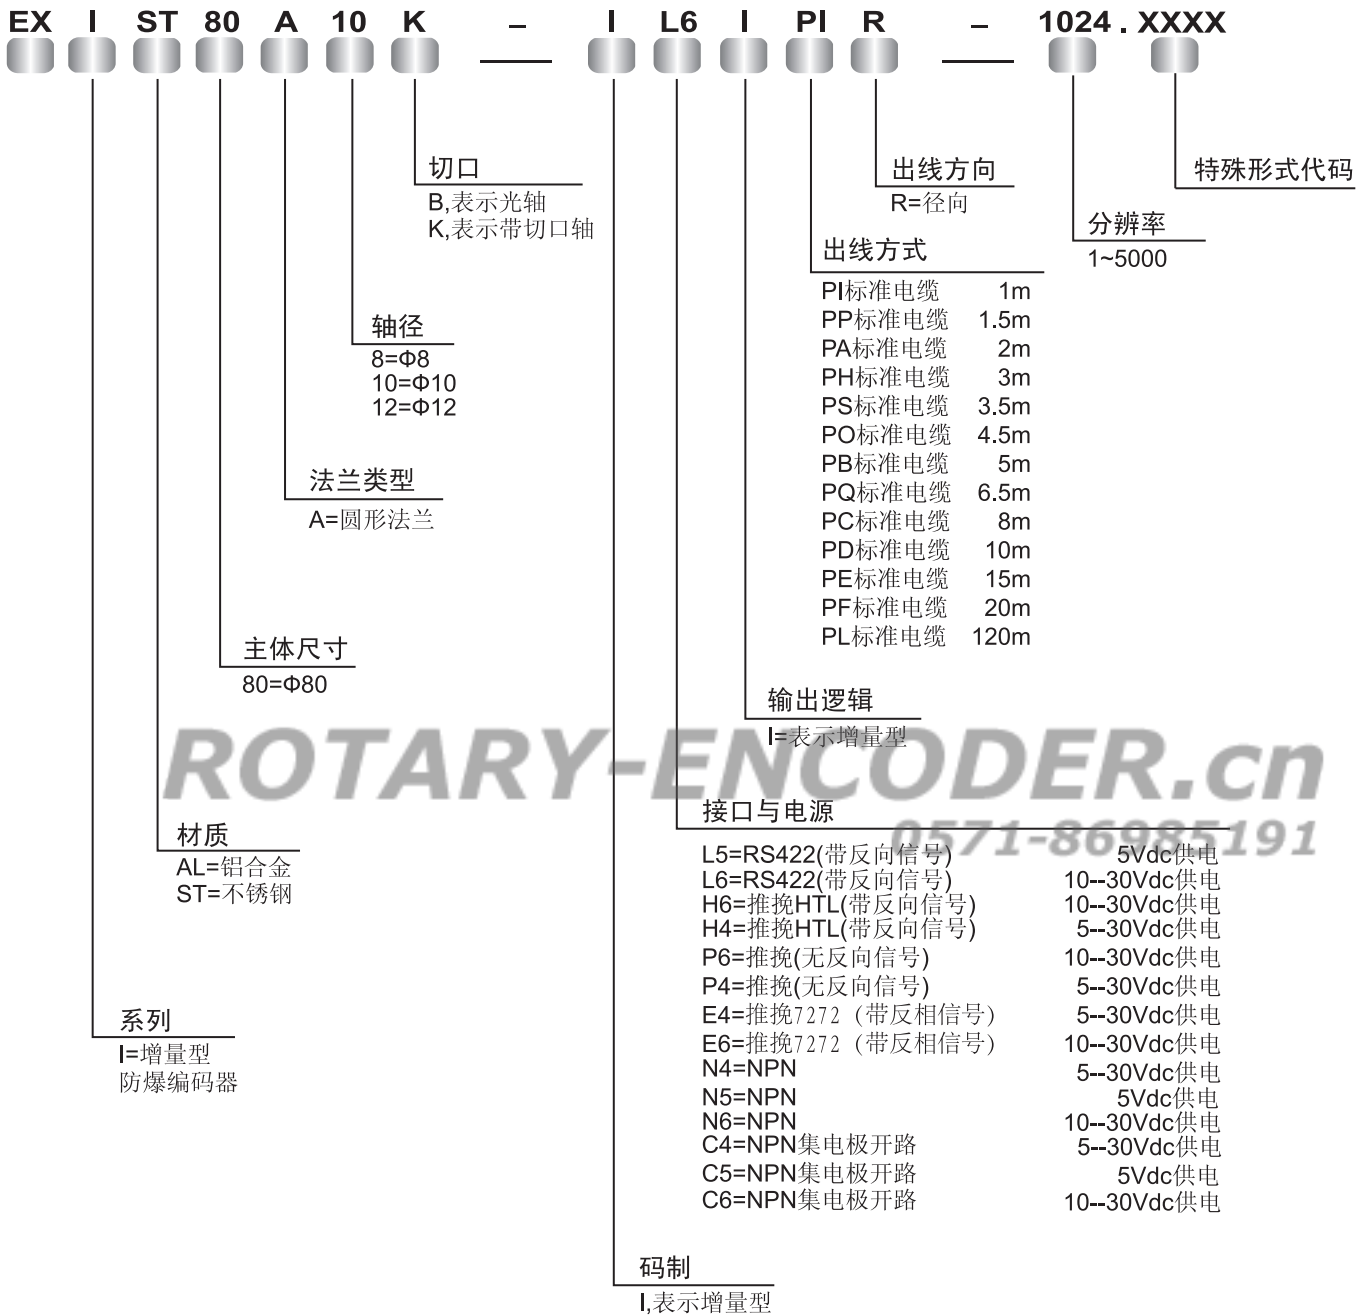 EX I ST 80 A 10 K – I L6 I PI R – 1024 . XXXX
切口
B,表示光轴
K,表示带切口轴
出线方向
R=径向
特殊形式代码
分辨率
1~5000
出线方式
PI标准电缆 1m
PP标准电缆 1.5m
PA标准电缆 2m
PH标准电缆 3m
PS标准电缆 3.5m
PO标准电缆 4.5m
PB标准电缆 5m
PQ标准电缆 6.5m
PC标准电缆 8m
PD标准电缆 10m
PE标准电缆 15m
PF标准电缆 20m
PL标准电缆 120m
轴径
8=Φ8
10=Φ10
12=Φ12
法兰类型
A=圆形法兰
主体尺寸
80=Φ80
输出逻辑
I=表示增量型
ROTARY-ENCODER.cn
0571-86985191
材质
AL=铝合金
ST=不锈钢
接口与电源
L5=RS422(带反向信号) 5Vdc供电
L6=RS422(带反向信号) 10--30Vdc供电
H6=推挽HTL(带反向信号) 10--30Vdc供电
H4=推挽HTL(带反向信号) 5--30Vdc供电
P6=推挽(无反向信号) 10--30Vdc供电
P4=推挽(无反向信号) 5--30Vdc供电
E4=推挽7272（带反相信号） 5--30Vdc供电
E6=推挽7272（带反相信号） 10--30Vdc供电
N4=NPN 5--30Vdc供电
N5=NPN 5Vdc供电
N6=NPN 10--30Vdc供电
C4=NPN集电极开路 5--30Vdc供电
C5=NPN集电极开路 5Vdc供电
C6=NPN集电极开路 10--30Vdc供电
系列
I=增量型
防爆编码器
码制
I,表示增量型